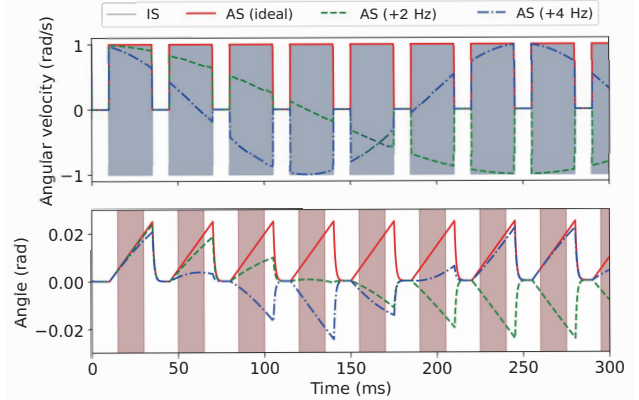 IS AS (ideal) AS (+2 Hz) AS (+4 Hz)
Angular velocity (rad/s)
1
0
−1
Angle (rad)
0.02
0.00
−0.02
0 50 100 150 200 250 300
Time (ms)